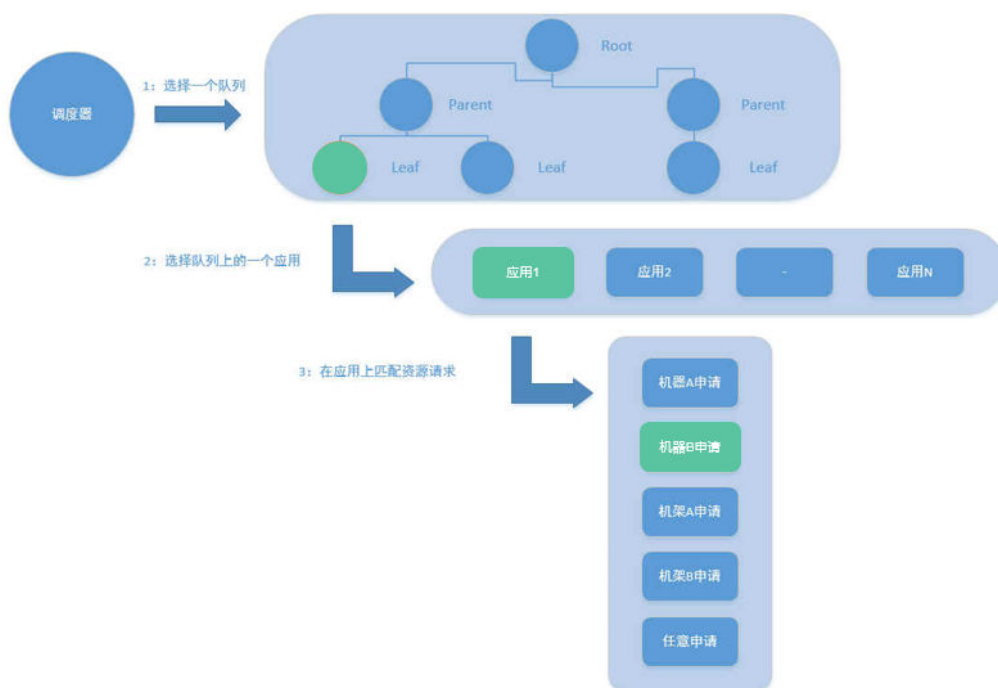 Root
1：选择一个队列
调度器
Parent
Parent
Leaf
Leaf
Leaf
2：选择队列上的一个应用
应用1
应用2
-
应用N
3：在应用上匹配资源请求
机器A申请
机器B申请
机架A申请
机架B申请
任意申请